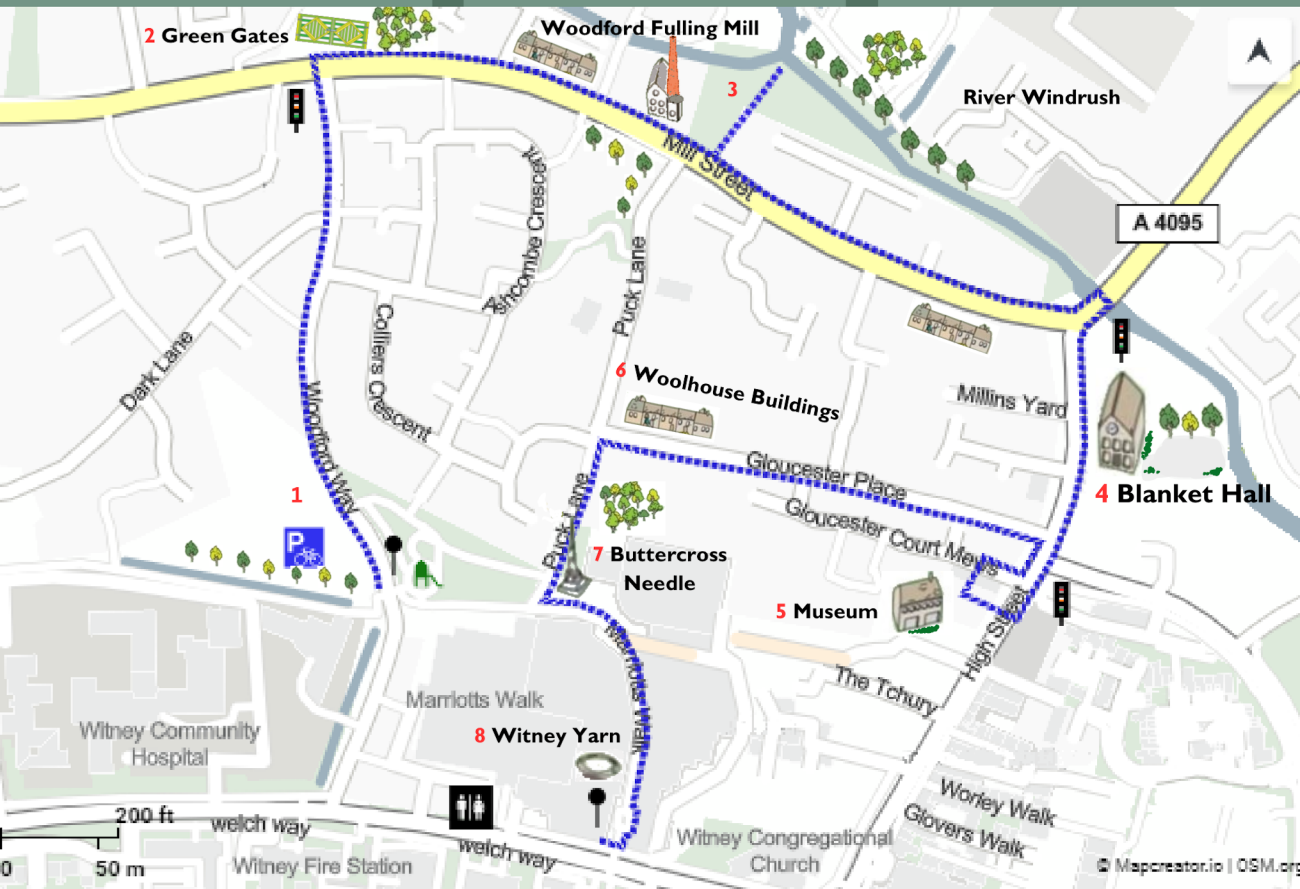 2 Green Gates
Woodford Fulling Mill
3
River Windrush
Mill Street
A 4095
shcombe Crescent
Puck Lane
Colliers Crescent
Dark Lane
Woodford Way
6 Woolhouse Buildings
Millins Yard
Gloucester Place
1
P
4 Blanket Hall
Puck Lane
Gloucester Court Mews
7 Buttercross
Needle
5 Museum
High Street
The Tchury
Marriotts Walk
Marriotts Walk
Witney Community
Hospital
8 Witney Yarn
200 ft
0 50 m
welch way
welch way
Witney Fire Station
Witney Congregational
Church
Worley Walk
Glovers Walk
© Mapcreator.io | OSM.org